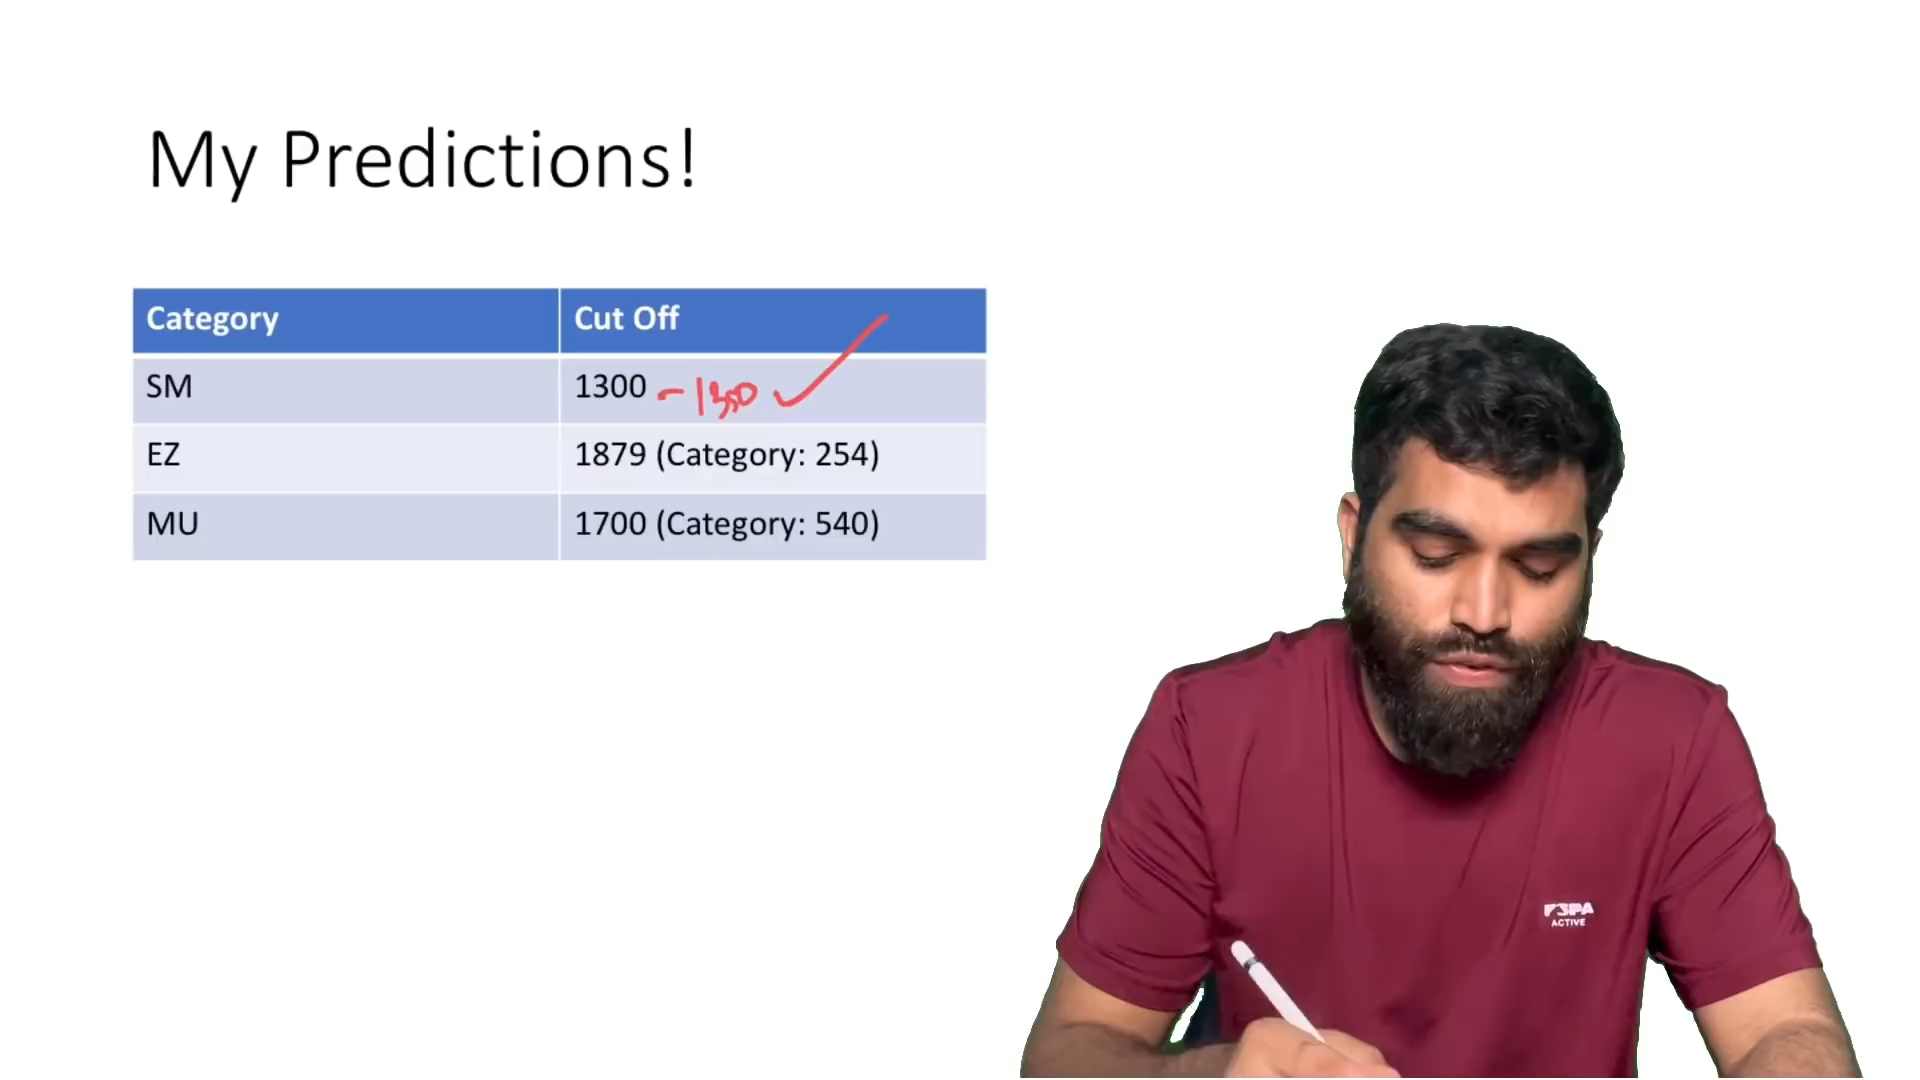 My Predictions!
Category Cut Off
SM 1300 - 1350 ✓
EZ 1879 (Category: 254)
MU 1700 (Category: 540)
ACTIVE